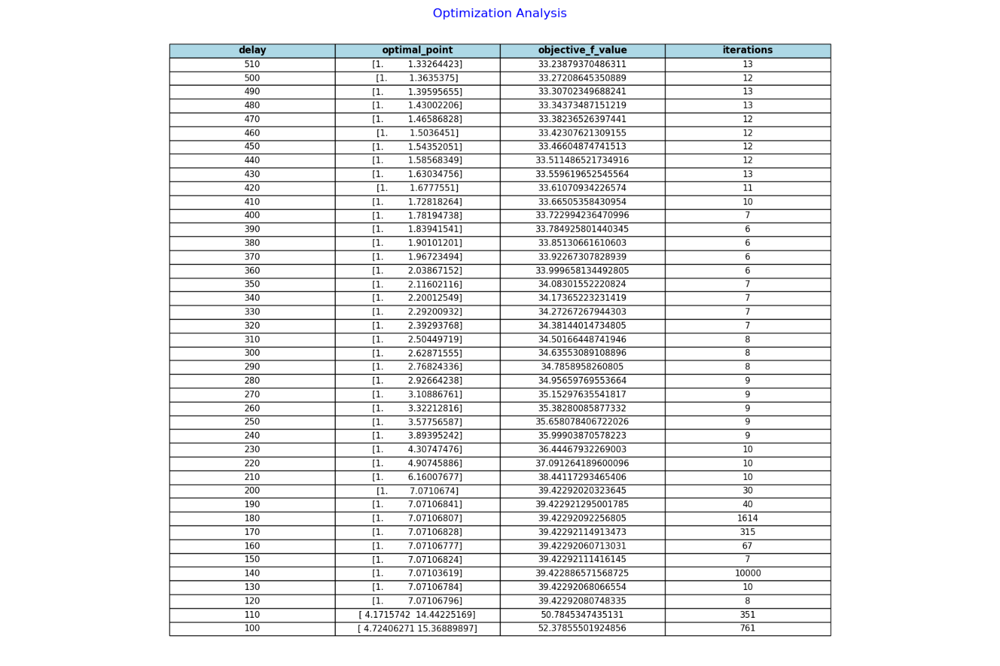 Optimization Analysis
delay optimal_point objective_f_value iterations
510 [1. 1.33264423] 33.23879370486311 13
500 [1. 1.3635375] 33.27208645350889 12
490 [1. 1.39595655] 33.30702349688241 13
480 [1. 1.43002206] 33.34373487151219 13
470 [1. 1.46586828] 33.38236526397441 12
460 [1. 1.5036451] 33.42307621309155 12
450 [1. 1.54352051] 33.46604874741513 12
440 [1. 1.58568349] 33.511486521734916 12
430 [1. 1.63034756] 33.559619652545564 13
420 [1. 1.6777551] 33.61070934226574 11
410 [1. 1.72818264] 33.66505358430954 10
400 [1. 1.78194738] 33.722994236470996 7
390 [1. 1.83941541] 33.784925801440345 6
380 [1. 1.90101201] 33.85130661610603 6
370 [1. 1.96723494] 33.92267307828939 6
360 [1. 2.03867152] 33.999658134492805 6
350 [1. 2.11602116] 34.08301552220824 7
340 [1. 2.20012549] 34.17365223231419 7
330 [1. 2.29200932] 34.27267267944303 7
320 [1. 2.39293768] 34.38144014734805 7
310 [1. 2.50449719] 34.50166448741946 8
300 [1. 2.62871555] 34.63553089108896 8
290 [1. 2.76824336] 34.7858958260805 8
280 [1. 2.92664238] 34.95659769553664 9
270 [1. 3.10886761] 35.15297635541817 9
260 [1. 3.32212816] 35.38280085877332 9
250 [1. 3.57756587] 35.658078406722026 9
240 [1. 3.89395242] 35.99903870578223 9
230 [1. 4.30747476] 36.44467932269003 10
220 [1. 4.90745886] 37.091264189600096 10
210 [1. 6.16007677] 38.44117293465406 10
200 [1. 7.0710674] 39.42292020323645 30
190 [1. 7.07106841] 39.422921295001785 40
180 [1. 7.07106807] 39.42292092256805 1614
170 [1. 7.07106828] 39.42292114913473 315
160 [1. 7.07106777] 39.42292060713031 67
150 [1. 7.07106824] 39.42292111416145 7
140 [1. 7.07103619] 39.422886571568725 10000
130 [1. 7.07106784] 39.42292068066554 10
120 [1. 7.07106796] 39.42292080748335 8
110 [ 4.1715742 14.44225169] 50.7845347435131 351
100 [ 4.72406271 15.36889897] 52.37855501924856 761